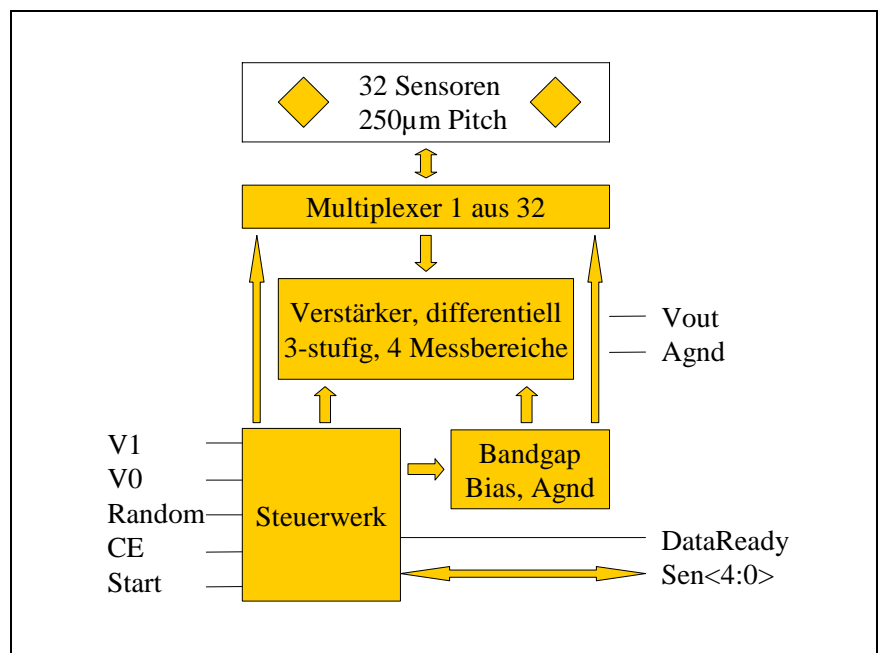 32 Sensoren
250µm Pitch
Multiplexer 1 aus 32
Verstärker, differentiell
3-stufig, 4 Messbereiche
Vout
Agnd
V1
V0
Random
CE
Start
Steuerwerk
Bandgap
Bias, Agnd
DataReady
Sen<4:0>